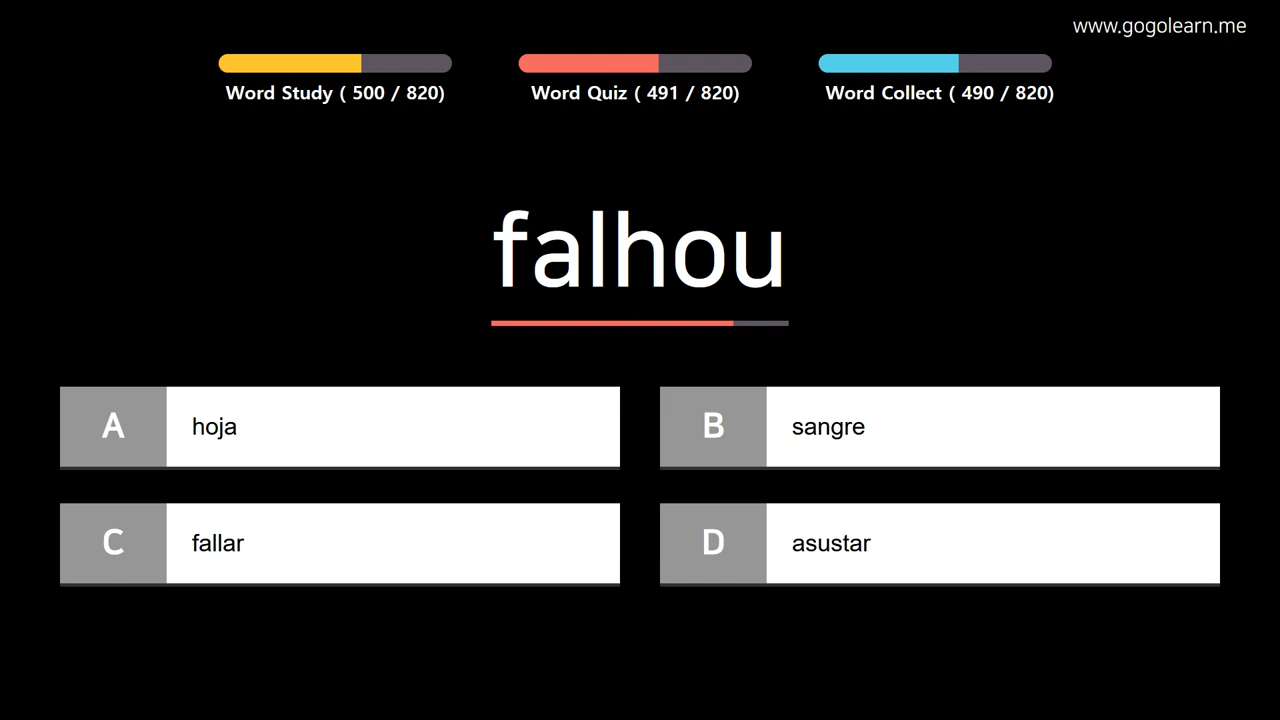 www.gogolearn.me
Word Study ( 500 / 820)
Word Quiz ( 491 / 820)
Word Collect ( 490 / 820)
falhou
A hoja
B sangre
C fallar
D asustar